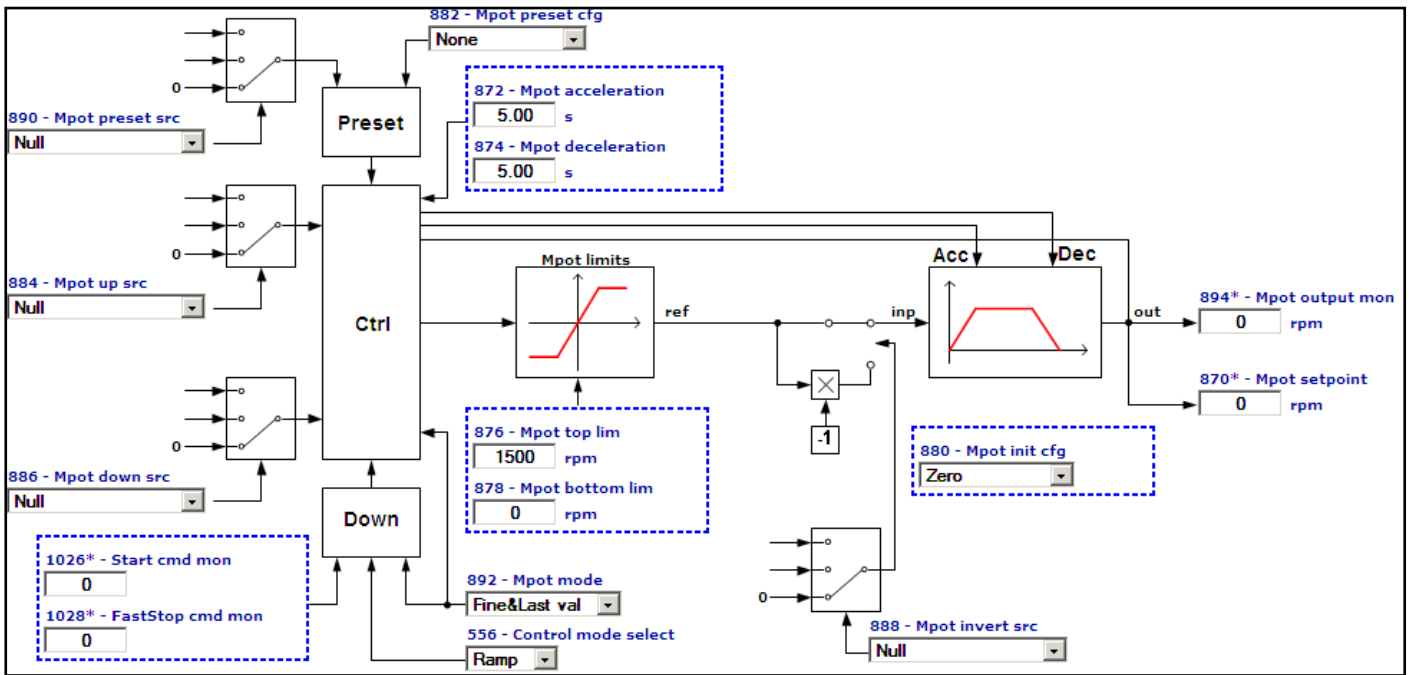 882 - Mpot preset cfg
None
0
890 - Mpot preset src
Null
Preset
872 - Mpot acceleration
5.00 s
874 - Mpot deceleration
5.00 s
0
884 - Mpot up src
Null
Ctrl
Mpot limits
ref
inp
Acc
Dec
out
894* - Mpot output mon
0 rpm
870* - Mpot setpoint
0 rpm
-1
876 - Mpot top lim
1500 rpm
878 - Mpot bottom lim
0 rpm
880 - Mpot init cfg
Zero
0
886 - Mpot down src
Null
Down
1026* - Start cmd mon
0
1028* - FastStop cmd mon
0
892 - Mpot mode
Fine&Last val
556 - Control mode select
Ramp
0
888 - Mpot invert src
Null